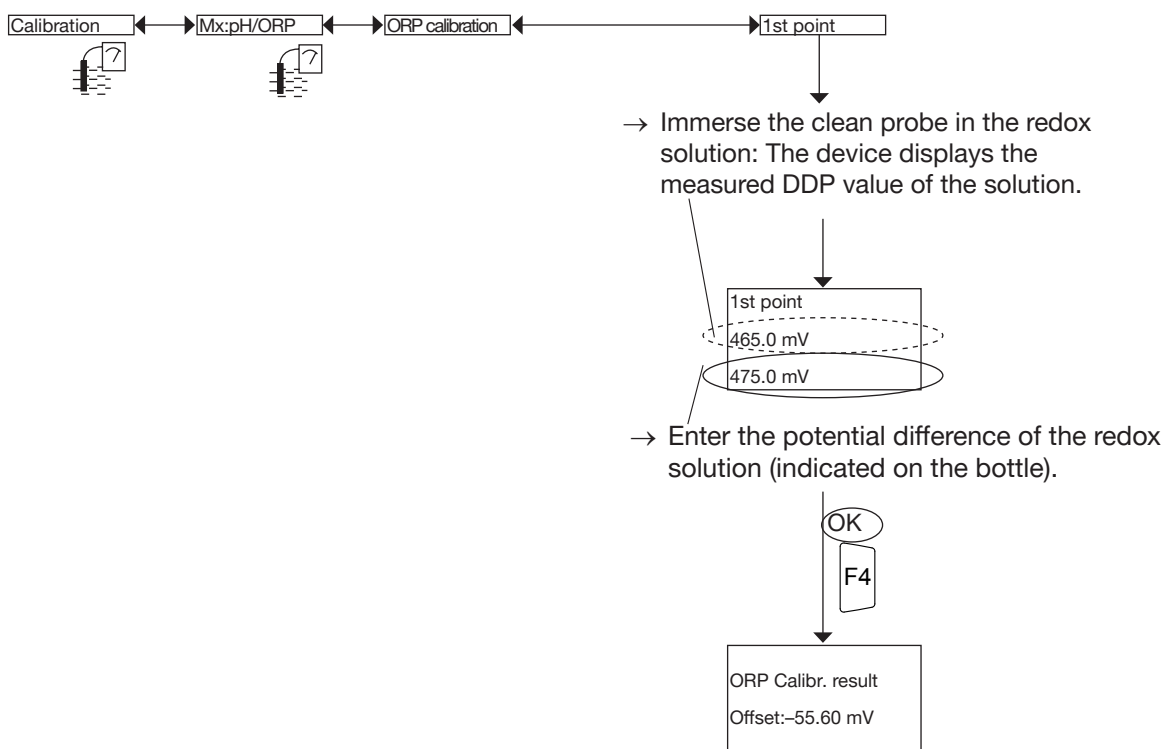 Calibration
Mx:pH/ORP
ORP calibration
1st point
→ Immerse the clean probe in the redox
solution: The device displays the
measured DDP value of the solution.
1st point
465.0 mV
475.0 mV
→ Enter the potential difference of the redox
solution (indicated on the bottle).
OK
F4
ORP Calibr. result
Offset:–55.60 mV